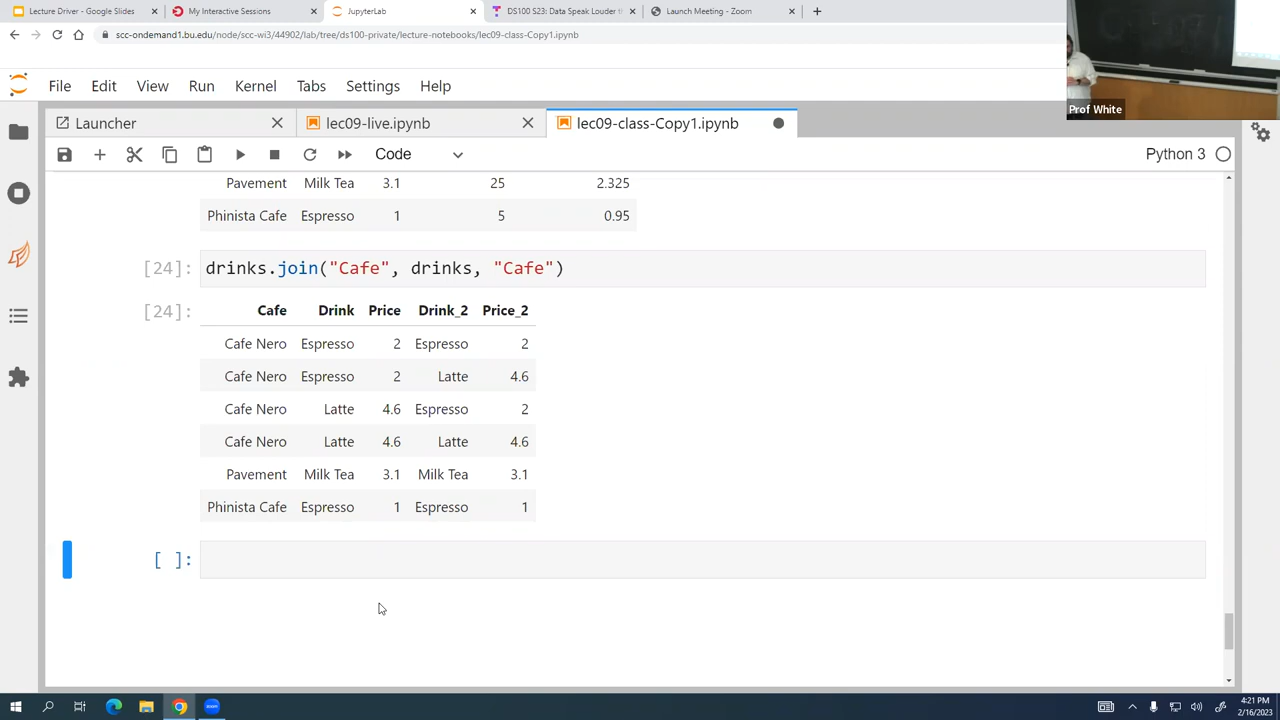 Lecture Driver - Google Slides
My Interactive Sessions
JupyterLab
DS100 S23: Data Speak Louder th
Launch Meeting - Zoom
scc-ondemand1.bu.edu/node/scc-wi3/44902/lab/tree/ds100-private/lecture-notebooks/lec09-class-Copy1.ipynb
File Edit View Run Kernel Tabs Settings Help
Prof White
Launcher lec09-live.ipynb lec09-class-Copy1.ipynb
Code Python 3
Pavement Milk Tea 3.1 25 2.325
Phinista Cafe Espresso 1 5 0.95
[24]: drinks.join("Cafe", drinks, "Cafe")
[24]: Cafe Drink Price Drink_2 Price_2
Cafe Nero Espresso 2 Espresso 2
Cafe Nero Espresso 2 Latte 4.6
Cafe Nero Latte 4.6 Espresso 2
Cafe Nero Latte 4.6 Latte 4.6
Pavement Milk Tea 3.1 Milk Tea 3.1
Phinista Cafe Espresso 1 Espresso 1
[ ]:
4:21 PM
2/16/2023